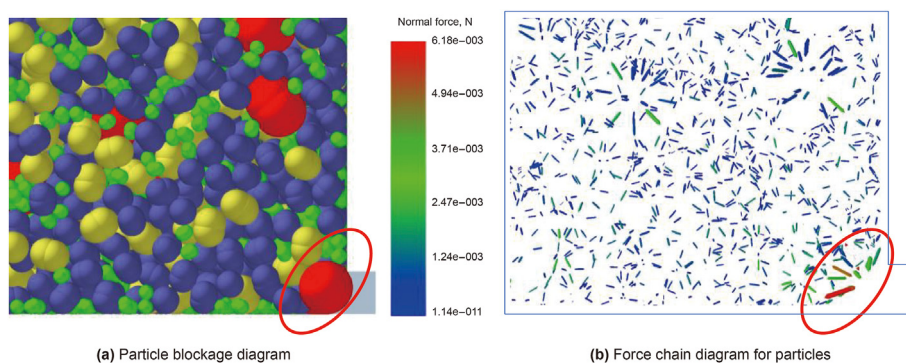 Normal force, N
6.18e−003
4.94e−003
3.71e−003
2.47e−003
1.24e−003
1.14e−011
(a) Particle blockage diagram
(b) Force chain diagram for particles